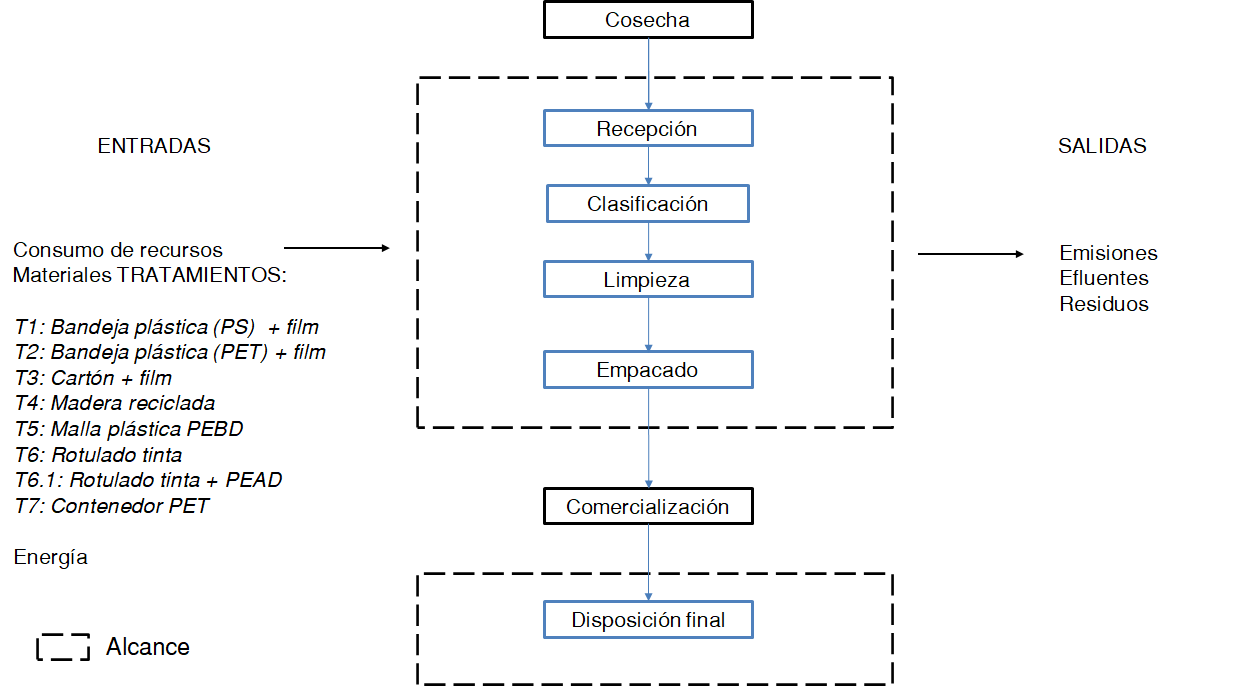 Cosecha
ENTRADAS
Recepción
SALIDAS
Clasificación
Consumo de recursos
Materiales TRATAMIENTOS:
T1: Bandeja plástica (PS) + film
T2: Bandeja plástica (PET) + film
T3: Cartón + film
T4: Madera reciclada
T5: Malla plástica PEBD
T6: Rotulado tinta
T6.1: Rotulado tinta + PEAD
T7: Contenedor PET
Energía
Limpieza
Empacado
Emisiones
Efluentes
Residuos
Comercialización
Disposición final
Alcance